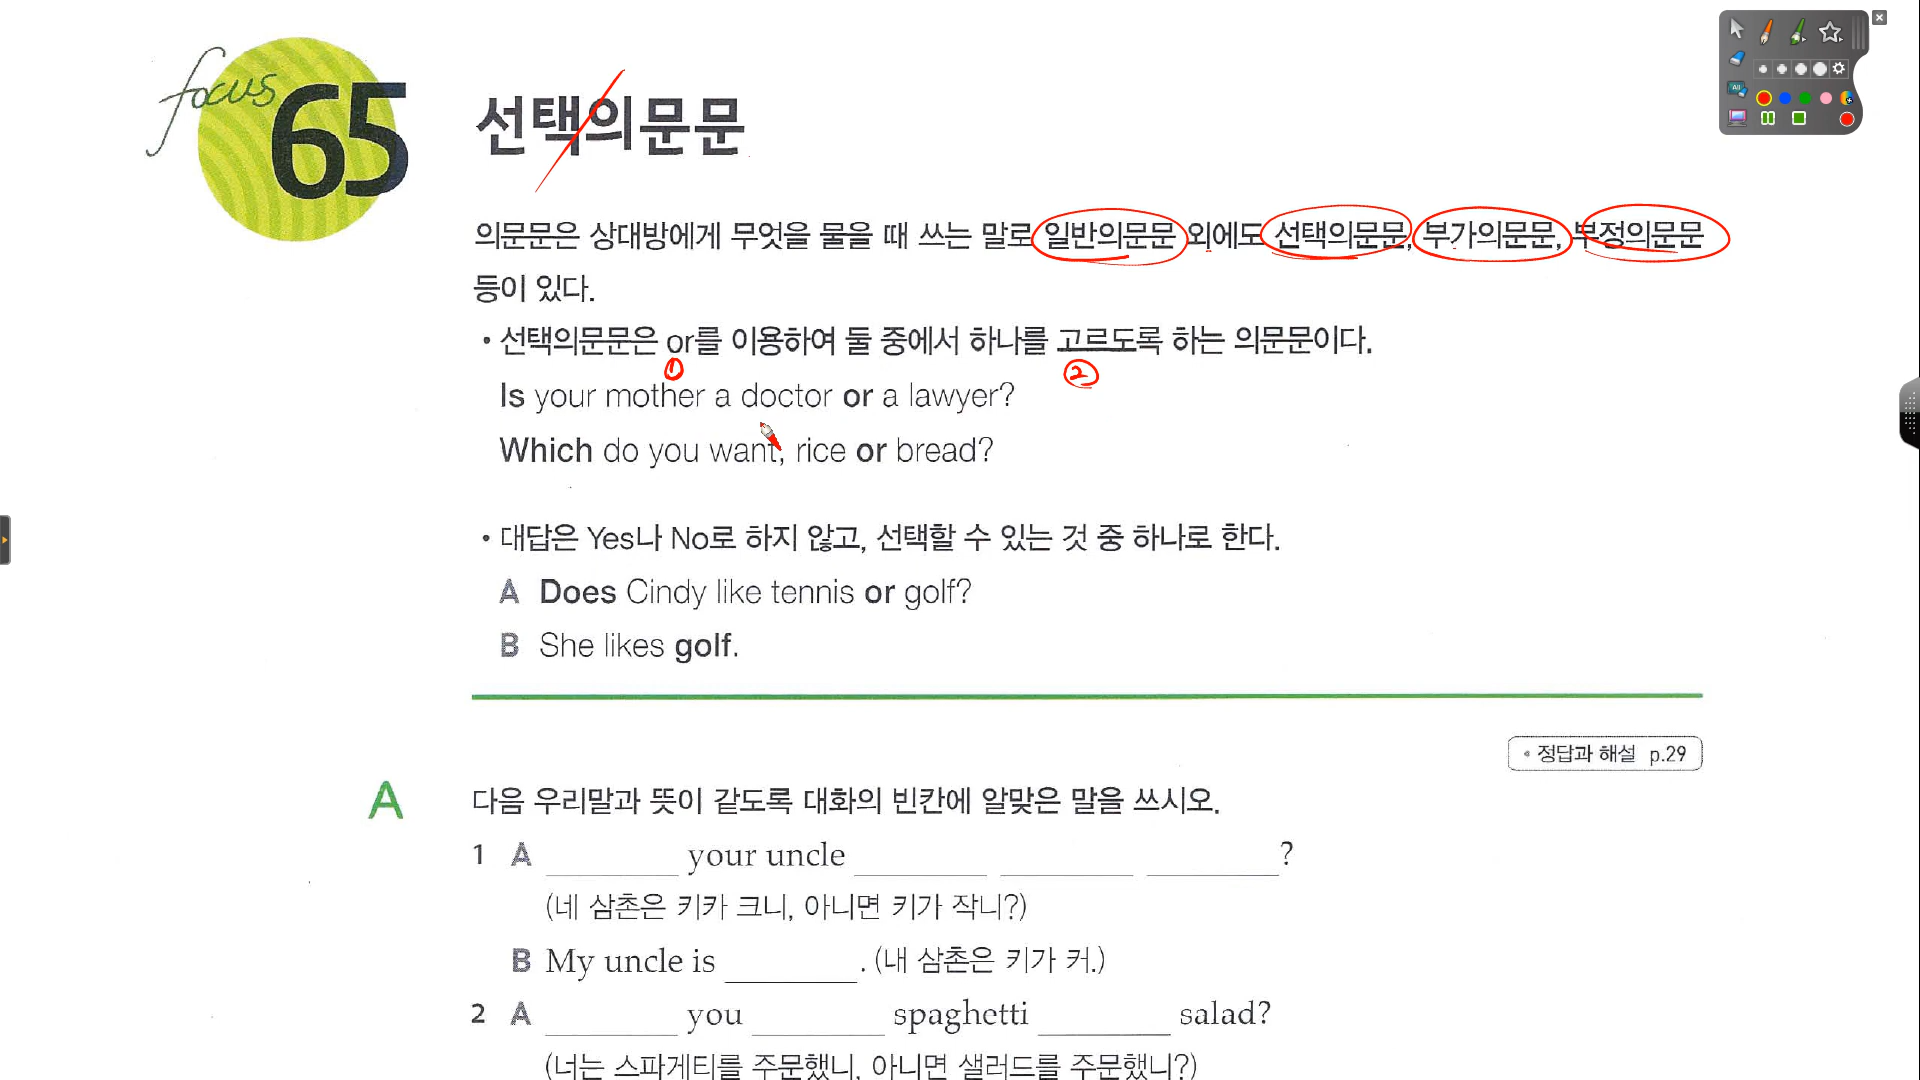 focus 65 선택의문문
의문문은 상대방에게 무엇을 물을 때 쓰는 말로 일반의문문 외에도 선택의문문, 부가의문문, 부정의문문
등이 있다.
• 선택의문문은 or를 이용하여 둘 중에서 하나를 고르도록 하는 의문문이다.
1 2
Is your mother a doctor or a lawyer?
Which do you want, rice or bread?
• 대답은 Yes나 No로 하지 않고, 선택할 수 있는 것 중 하나로 한다.
A Does Cindy like tennis or golf?
B She likes golf.
정답과 해설 p.29
A 다음 우리말과 뜻이 같도록 대화의 빈칸에 알맞은 말을 쓰시오.
1 A ________ your uncle ________ ________ ________?
(네 삼촌은 키카 크니, 아니면 키가 작니?)
B My uncle is ________. (내 삼촌은 키가 커.)
2 A ________ you ________ spaghetti ________ salad?
(너는 스파게티를 주문했니, 아니면 샐러드를 주문했니?)